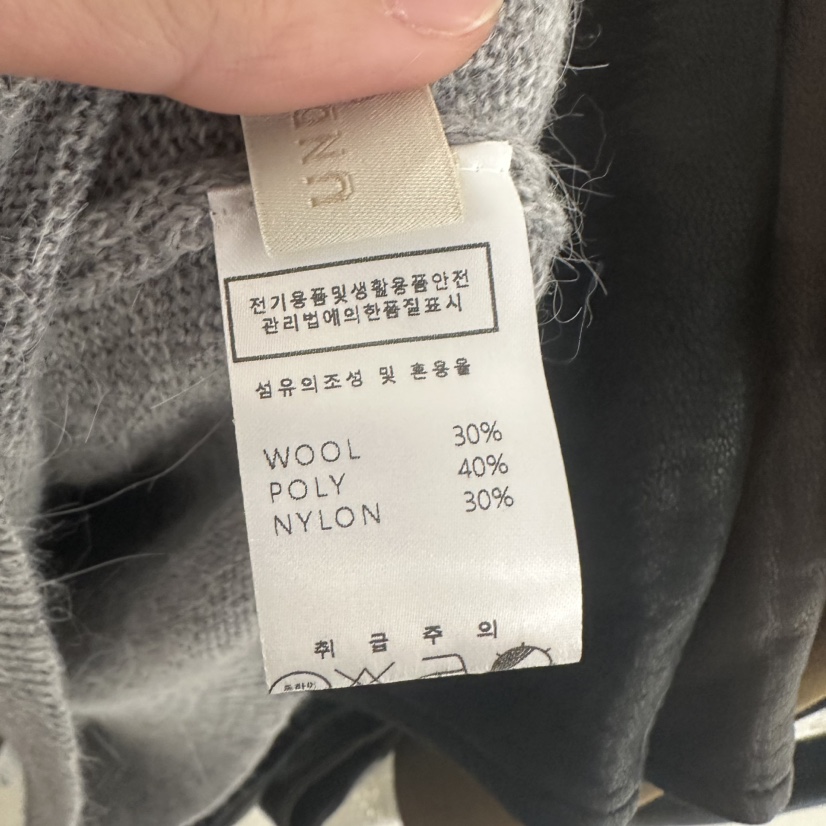 UND
전기용품및생활용품안전
관리법에의한품질표시
섬유의조성 및 혼용율
WOOL 30%
POLY 40%
NYLON 30%
취급주의